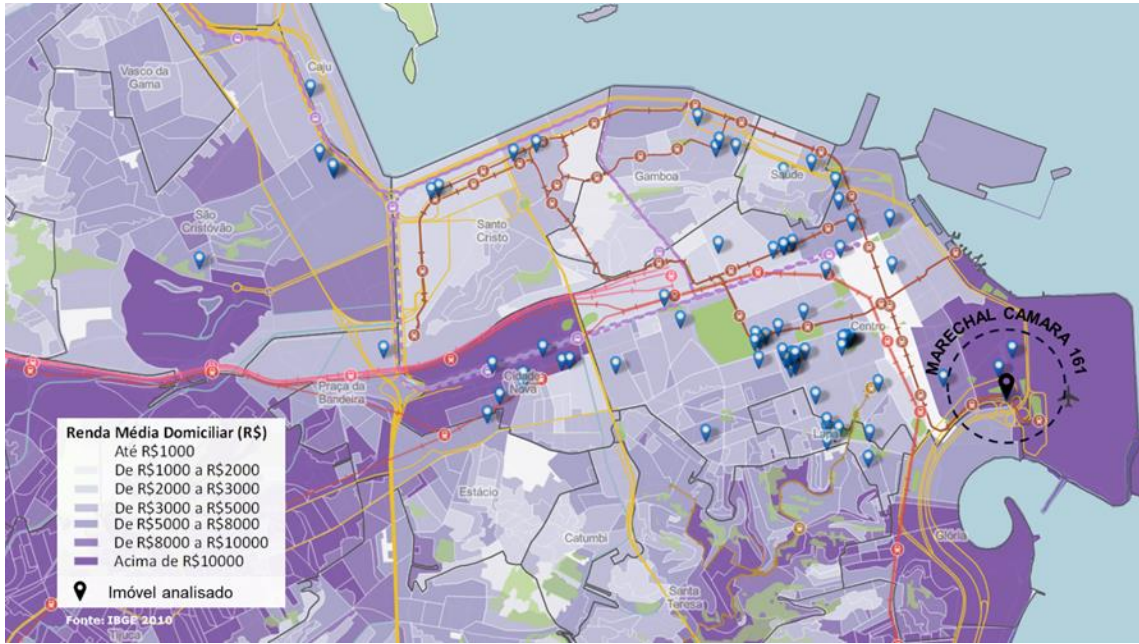 Caju
Vasco da
Gama
Gamboa
Saúde
São
Cristóvão
Santo
Cristo
MARECHAL CAMARA 161
Centro
Cidade
Nova
Praça da
Bandeira
Lapa
Renda Média Domiciliar (R$)
Até R$1000
De R$1000 a R$2000
De R$2000 a R$3000
De R$3000 a R$5000
De R$5000 a R$8000
De R$8000 a R$10000
Acima de R$10000
Imóvel analisado
Fonte: IBGE 2010
Estácio
Catumbi
Glória
Santa
Teresa
Tijuca